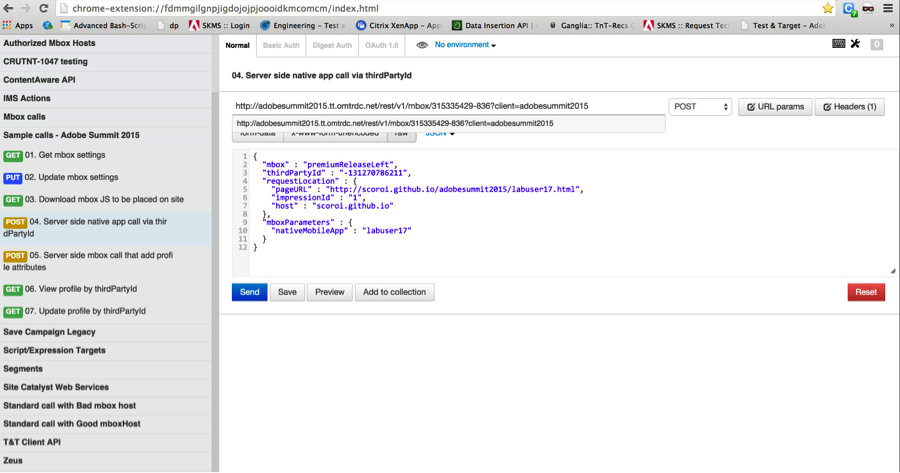 chrome-extension://fdmmgilgnpjigdojojpjoooidkmcomcm/index.html
Apps
Cloud
Advanced Bash-Scrip
dp
SKMS :: Login
Engineering - Test a
Citrix XenApp - App
Data Insertion API |
Ganglia:: TnT-Recs C
SKMS :: Request Tech
Test & Target - Ado
Authorized Mbox Hosts
CRUTNT-1047 testing
ContentAware API
IMS Actions
Mbox calls
Sample calls - Adobe Summit 2015
GET 01. Get mbox settings
PUT 02. Update mbox settings
GET 03. Download mbox JS to be placed on site
POST 04. Server side native app call via thir
dPartyId
POST 05. Server side mbox call that add profi
le attributes
GET 06. View profile by thirdPartyId
GET 07. Update profile by thirdPartyId
Save Campaign Legacy
Script/Expression Targets
Segments
Site Catalyst Web Services
Standard call with Bad mbox host
Standard call with Good mboxHost
T&T Client API
Zeus
Normal Basic Auth Digest Auth OAuth 1.0 No environment 0
04. Server side native app call via thirdPartyId
http://adobesummit2015.tt.omtrdc.net/rest/v1/mbox/315335429-836?client=adobesummit2015 POST URL params Headers (1)
http://adobesummit2015.tt.omtrdc.net/rest/v1/mbox/315335429-836?client=adobesummit2015
form-data x-www-form-urlencoded raw JSON
1 {
2 "mbox" : "premiumReleaseLeft",
3 "thirdPartyId" : "-131270786211",
4 "requestLocation" : {
5 "pageURL" : "http://scoroi.github.io/adobesummit2015/labuser17.html",
6 "impressionId" : "1",
7 "host" : "scoroi.github.io"
8 },
9 "mboxParameters" : {
10 "nativeMobileApp" : "labuser17"
11 }
12 }
Send Save Preview Add to collection Reset